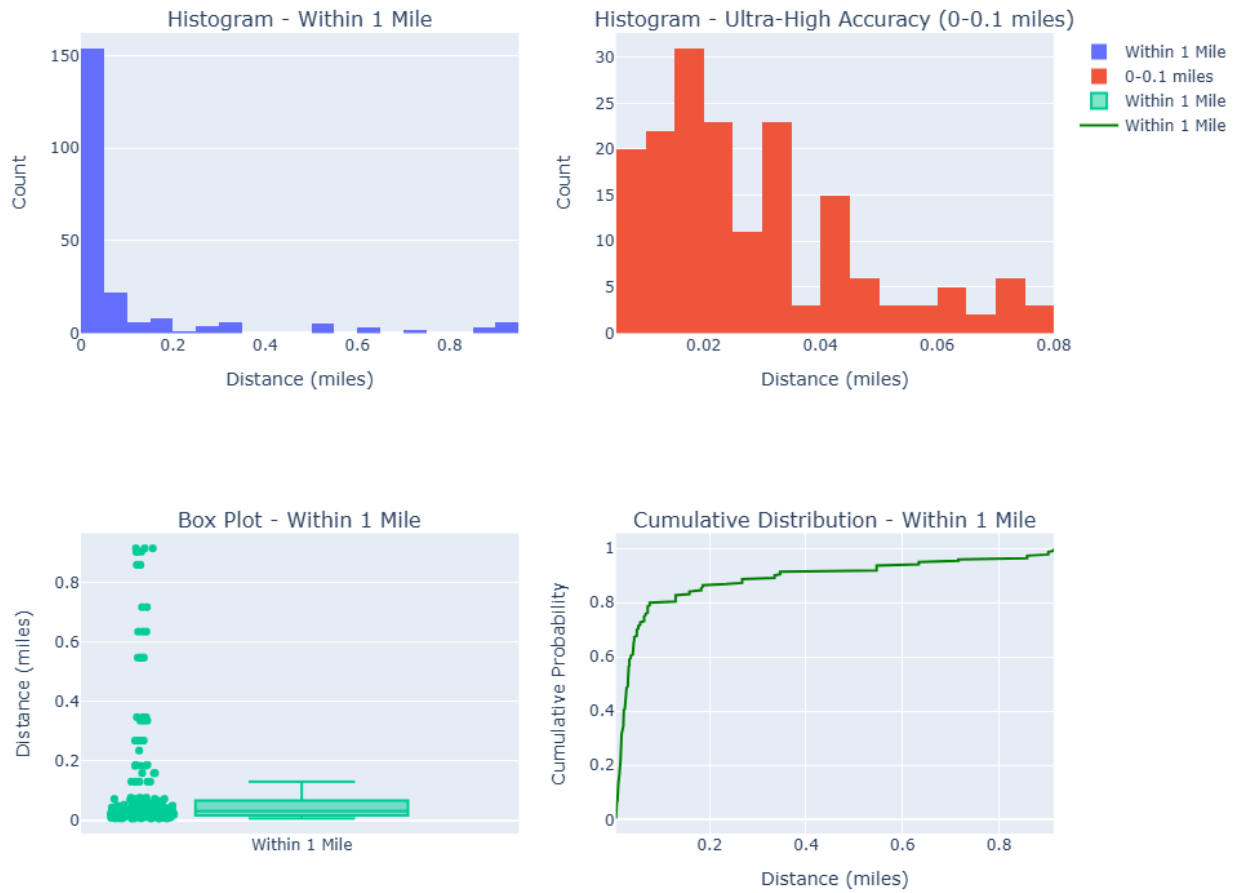 Histogram - Within 1 Mile
Histogram - Ultra-High Accuracy (0-0.1 miles)
150
100
50
0
Count
0
0.2
0.4
0.6
0.8
Distance (miles)
30
25
20
15
10
5
0
Count
0.02
0.04
0.06
0.08
Distance (miles)
Within 1 Mile
0-0.1 miles
Within 1 Mile
Within 1 Mile
Box Plot - Within 1 Mile
Cumulative Distribution - Within 1 Mile
0.8
0.6
0.4
0.2
0
Distance (miles)
Within 1 Mile
1
0.8
0.6
0.4
0.2
0
Cumulative Probability
0.2
0.4
0.6
0.8
Distance (miles)